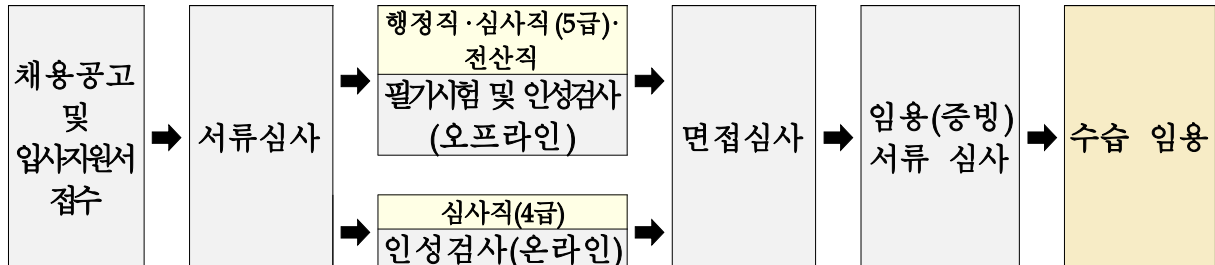 채용공고
및
입사지원서
접수
서류심사
행정직·심사직(5급)·
전산직
필기시험 및 인성검사
(오프라인)
심사직(4급)
인성검사(온라인)
면접심사
임용(증빙)
서류 심사
수습 임용